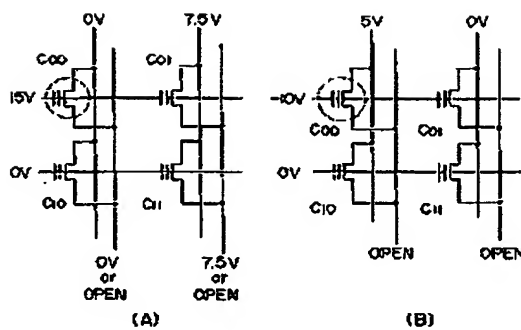 0V 7.5V 5V 0V
C00 C01
15V -10V
C00 C01
0V 0V
C10 C11 C10 C11
0V 7.5V OPEN OPEN
or or
OPEN OPEN
(A) (B)